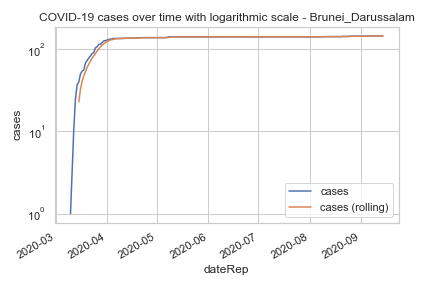 COVID-19 cases over time with logarithmic scale - Brunei_Darussalam
cases
10²
10¹
10⁰
cases
cases (rolling)
2020-03
2020-04
2020-05
2020-06
2020-07
2020-08
2020-09
dateRep